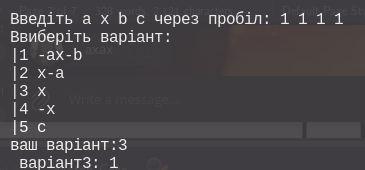 Введіть a x b c через пробіл: 1 1 1 1
Ввиберіть варіант:
|1 -ax-b
|2 x-a
|3 x
|4 -x
|5 c
ваш варіант:3
 варіант3: 1